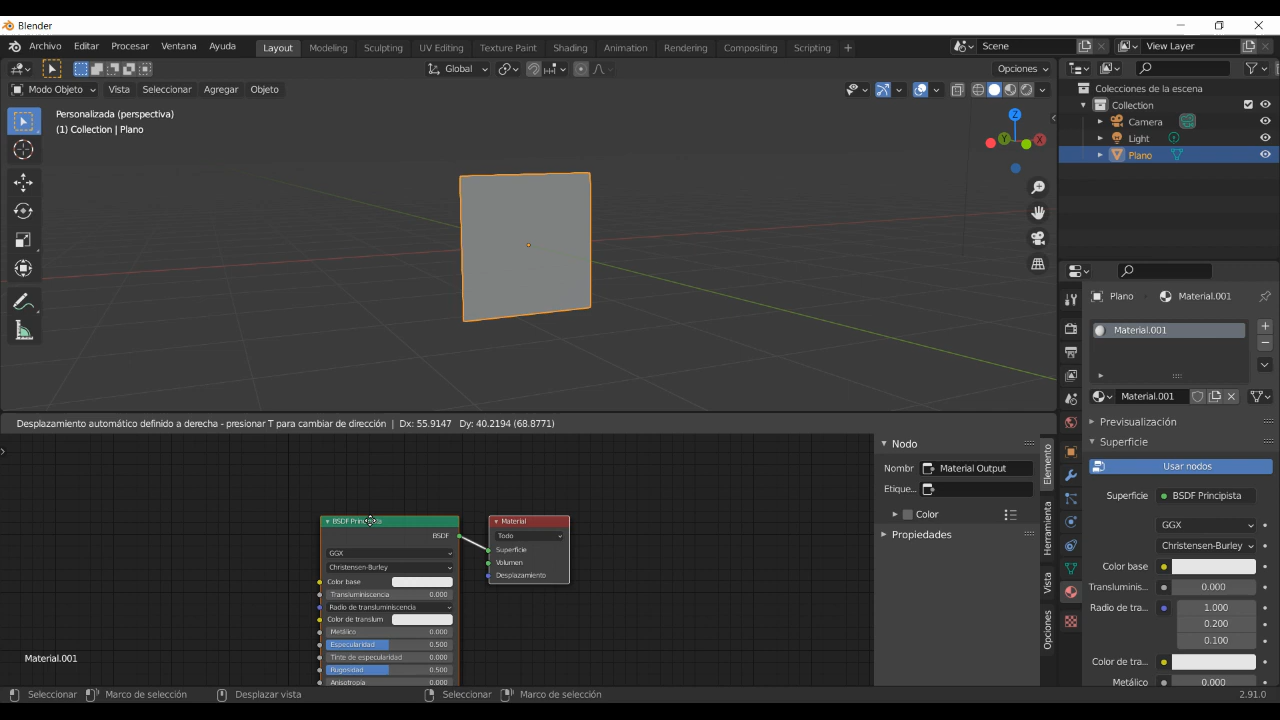 Blender
Archivo Editar Procesar Ventana Ayuda Layout Modeling Sculpting UV Editing Texture Paint Shading Animation Rendering Compositing Scripting + Scene View Layer
Global Opciones
Modo Objeto Vista Seleccionar Agregar Objeto
Personalizada (perspectiva)
(1) Collection | Plano
Z
Y
X
Colecciones de la escena
Collection
Camera
Light
Plano
Plano Material.001
Material.001
Material.001
Previsualización
Superficie
Usar nodos
Superficie BSDF Principista
GGX
Christensen-Burley
Color base
Transluminis... 0.000
Radio de tra... 1.000
0.200
0.100
Color de tra...
Metálico 0.000
Desplazamiento automático definido a derecha - presionar T para cambiar de dirección | Dx: 55.9147 Dy: 40.2194 (68.8771)
BSDF Principista
BSDF
GGX
Christensen-Burley
Color base
Transluminiscencia 0.000
Radio de transluminiscencia
Color de translum
Metálico 0.000
Especularidad 0.500
Tinte de especularidad 0.000
Rugosidad 0.500
Anisotropía 0.000
Material
Todo
Superficie
Volumen
Desplazamiento
Nodo
Nombr Material Output
Etique...
Color
Propiedades
Elemento
Herramienta
Vista
Opciones
Material.001
Seleccionar Marco de selección Desplazar vista Seleccionar Marco de selección 2.91.0